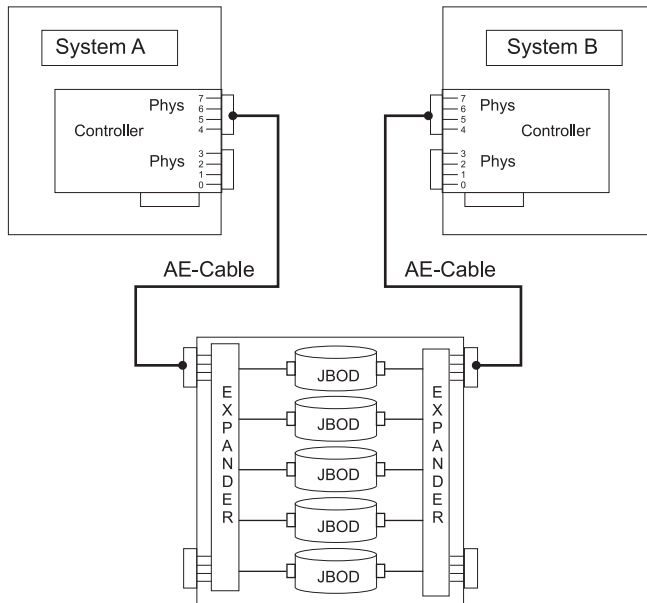 System A
System B
Phys
7
6
5
4
Controller
Phys
3
2
1
0
7
6
5
4
Phys
Controller
3
2
1
0
Phys
AE-Cable
AE-Cable
EXPANDER
JBOD
JBOD
JBOD
JBOD
JBOD
EXPANDER